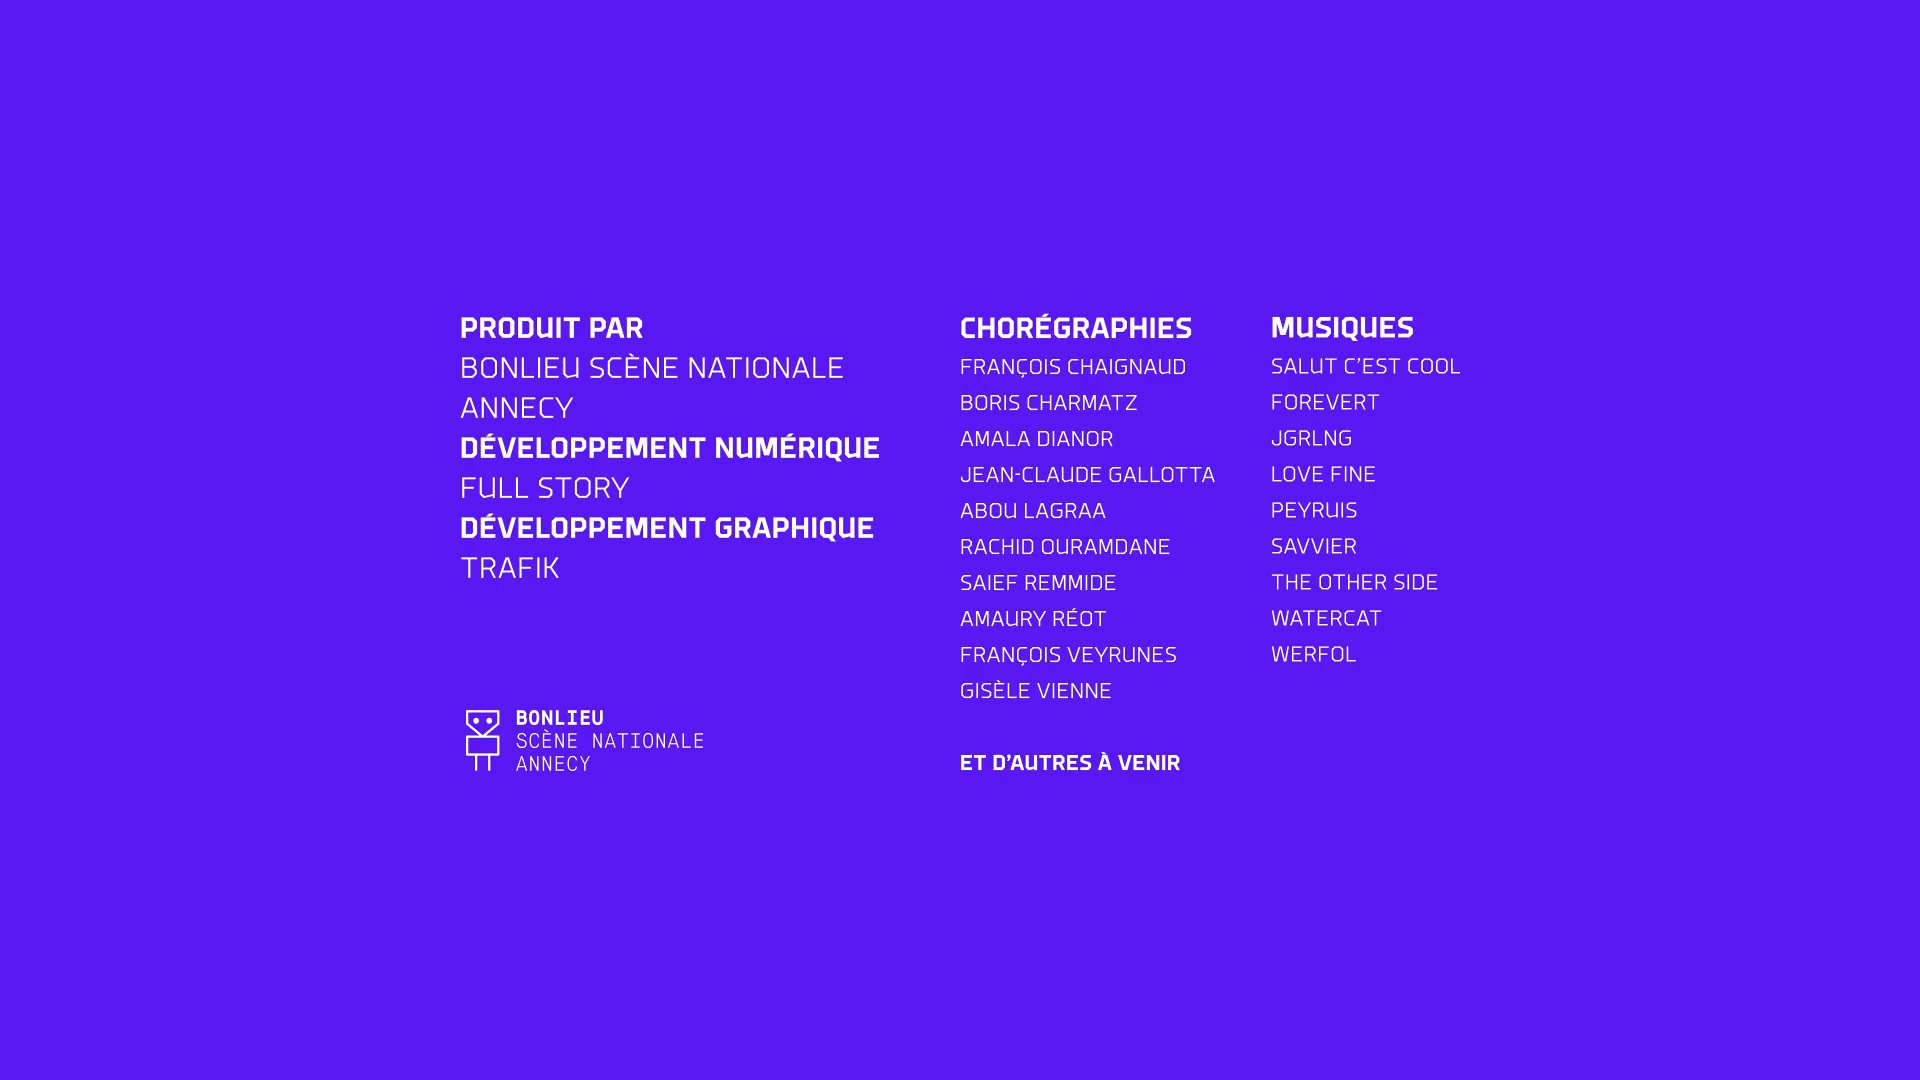 PRODUIT PAR
BONLIEU SCÈNE NATIONALE
ANNECY
DÉVELOPPEMENT NUMÉRIQUE
FULL STORY
DÉVELOPPEMENT GRAPHIQUE
TRAFIK
BONLIEU
SCÈNE NATIONALE
ANNECY
CHORÉGRAPHIES
FRANÇOIS CHAIGNAUD
BORIS CHARMATZ
AMALA DIANOR
JEAN-CLAUDE GALLOTTA
ABOU LAGRAA
RACHID OURAMDANE
SAIEF REMMIDE
AMAURY RÉOT
FRANÇOIS VEYRUNES
GISÈLE VIENNE
ET D’AUTRES À VENIR
MUSIQUES
SALUT C’EST COOL
FOREVERT
JGRLNG
LOVE FINE
PEYRUIS
SAVVIER
THE OTHER SIDE
WATERCAT
WERFOL